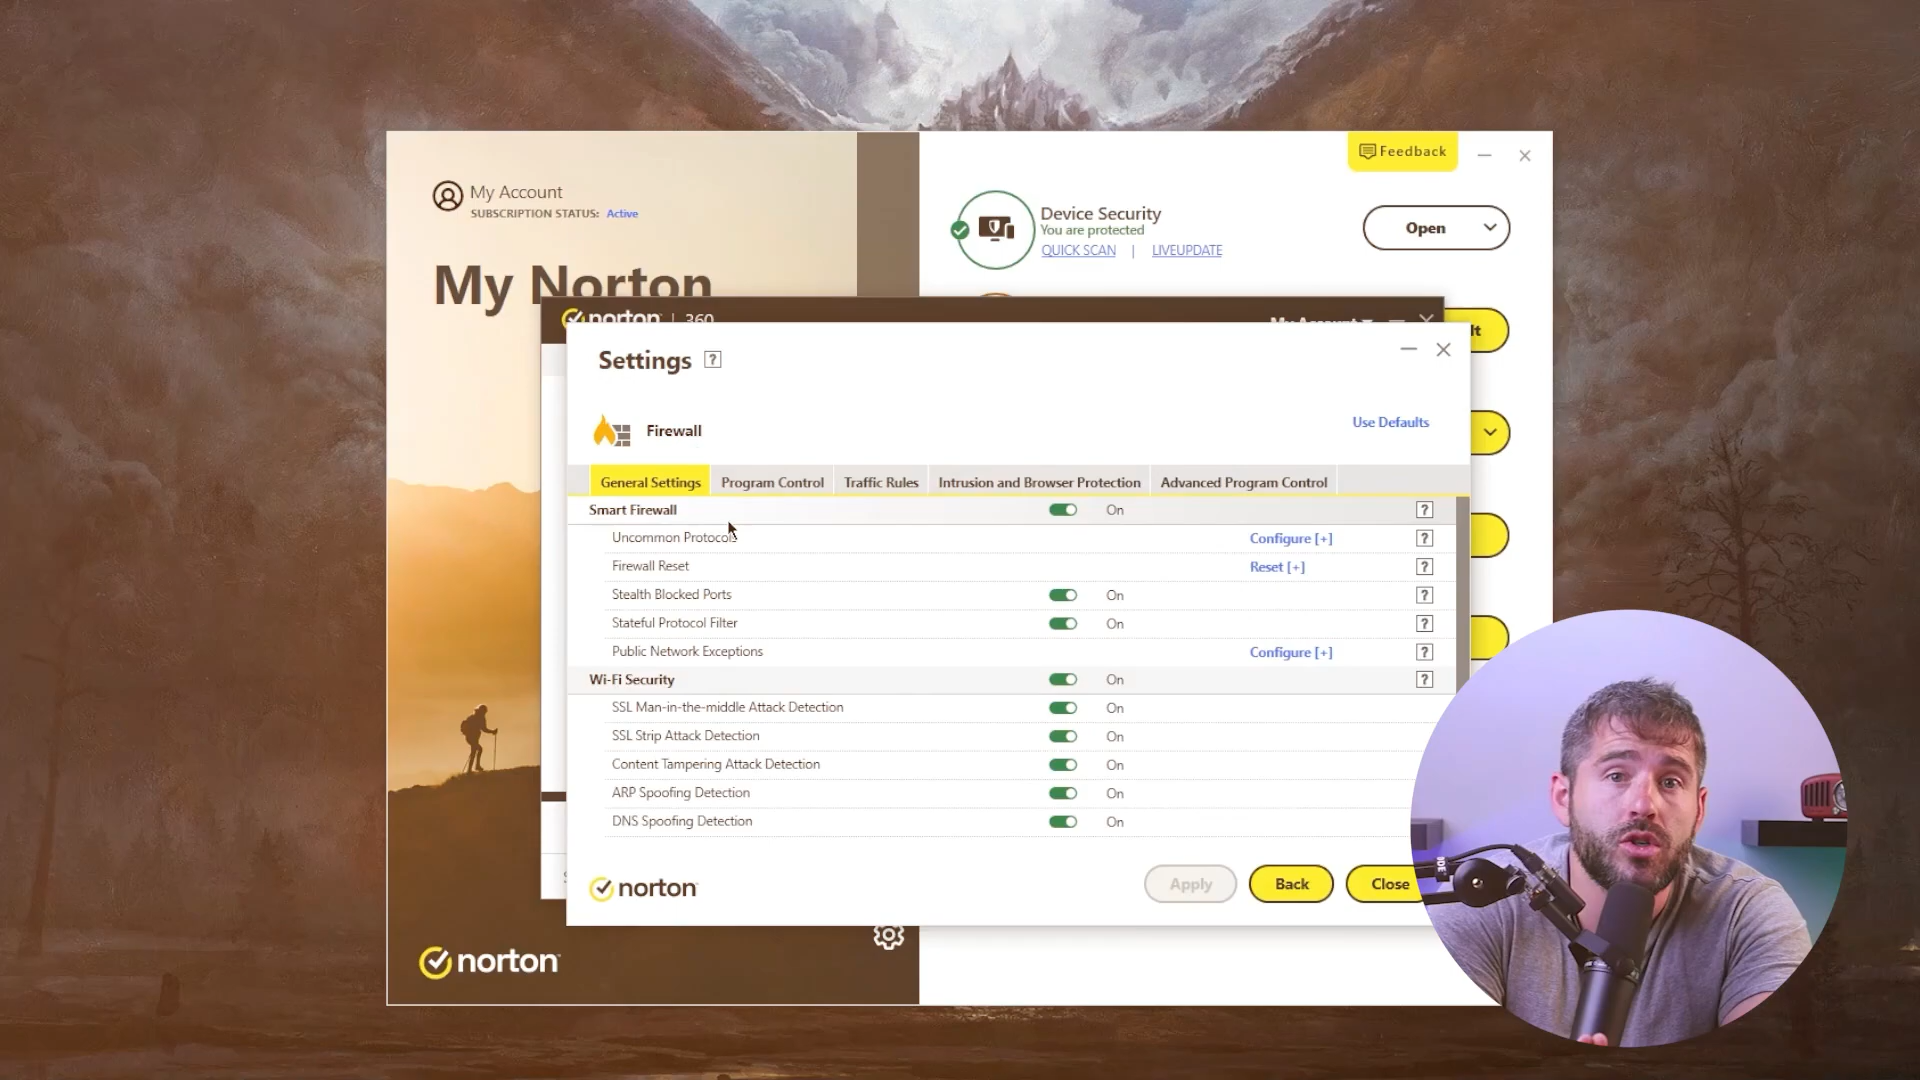 Feedback
My Account
SUBSCRIPTION STATUS: Active
My Norton
Device Security
You are protected
QUICK SCAN | LIVEUPDATE
Open
norton | 360
My Account
Settings ?
Firewall
Use Defaults
General Settings Program Control Traffic Rules Intrusion and Browser Protection Advanced Program Control
Smart Firewall On ?
Uncommon Protocols Configure [+] ?
Firewall Reset Reset [+] ?
Stealth Blocked Ports On ?
Stateful Protocol Filter On ?
Public Network Exceptions Configure [+] ?
Wi-Fi Security On ?
SSL Man-in-the-middle Attack Detection On
SSL Strip Attack Detection On
Content Tampering Attack Detection On
ARP Spoofing Detection On
DNS Spoofing Detection On
norton
Apply Back Close
norton